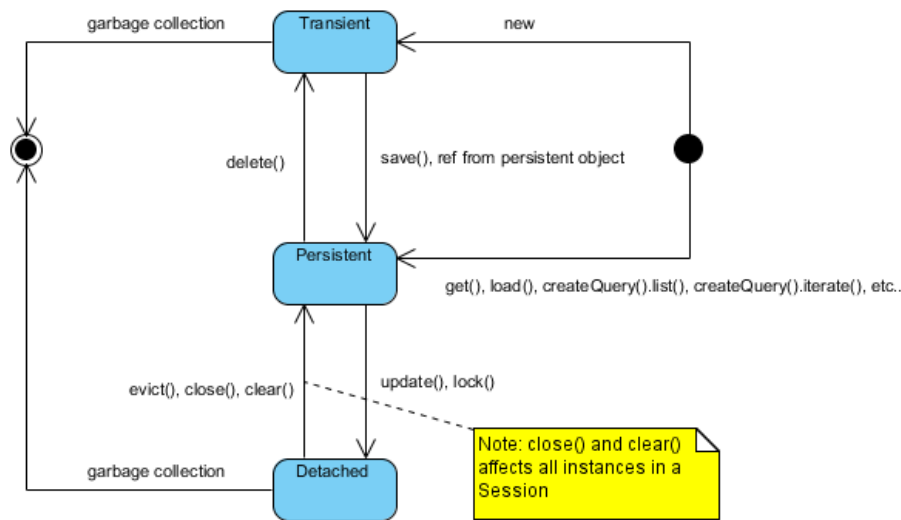 garbage collection
Transient
new
delete()
save(), ref from persistent object
Persistent
get(), load(), createQuery().list(), createQuery().iterate(), etc..
evict(), close(), clear()
update(), lock()
Note: close() and clear()
affects all instances in a
Session
garbage collection
Detached